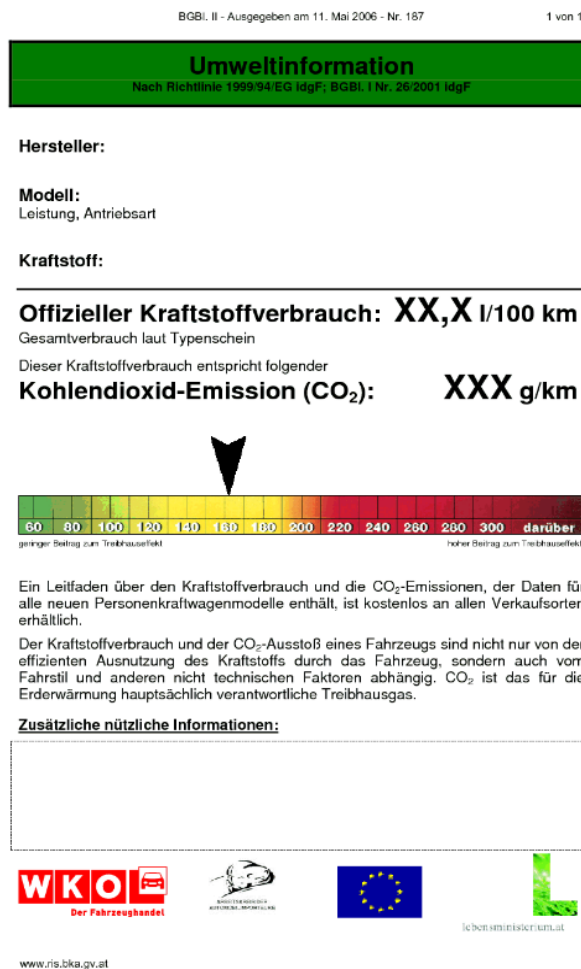 BGBl. II - Ausgegeben am 11. Mai 2006 - Nr. 187 1 von 1
Umweltinformation
Nach Richtlinie 1999/94/EG idgF; BGBl. I Nr. 26/2001 idgF
Hersteller:
Modell:
Leistung, Antriebsart
Kraftstoff:
Offizieller Kraftstoffverbrauch: XX,X l/100 km
Gesamtverbrauch laut Typenschein
Dieser Kraftstoffverbrauch entspricht folgender
Kohlendioxid-Emission (CO₂): XXX g/km
60 80 100 120 140 160 180 200 220 240 260 280 300 darüber
geringer Beitrag zum Treibhauseffekt hoher Beitrag zum Treibhauseffekt
Ein Leitfaden über den Kraftstoffverbrauch und die CO₂-Emissionen, der Daten für
alle neuen Personenkraftwagenmodelle enthält, ist kostenlos an allen Verkaufsorten
erhältlich.
Der Kraftstoffverbrauch und der CO₂-Ausstoß eines Fahrzeugs sind nicht nur von der
effizienten Ausnutzung des Kraftstoffs durch das Fahrzeug, sondern auch vom
Fahrstil und anderen nicht technischen Faktoren abhängig. CO₂ ist das für die
Erderwärmung hauptsächlich verantwortliche Treibhausgas.
Zusätzliche nützliche Informationen:
WKO
Der Fahrzeughandel
lebensministerium.at
www.ris.bka.gv.at